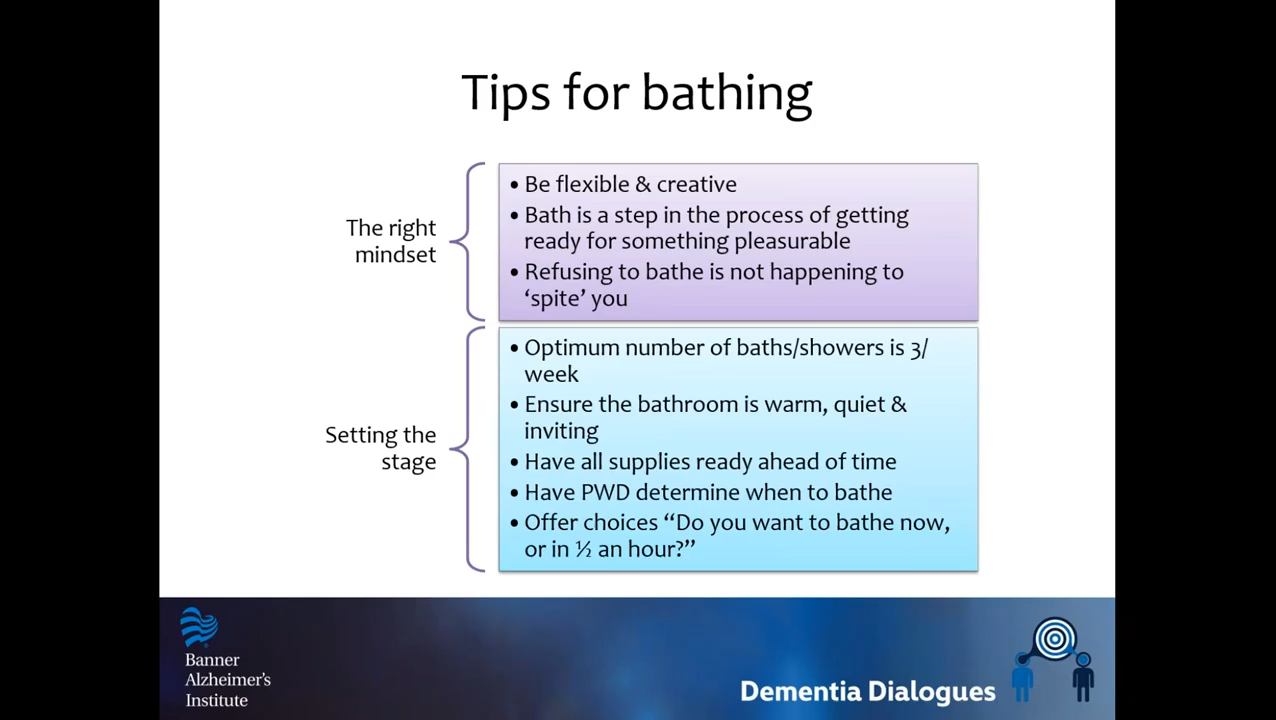 Tips for bathing
The right
mindset
• Be flexible & creative
• Bath is a step in the process of getting
ready for something pleasurable
• Refusing to bathe is not happening to
‘spite’ you
Setting the
stage
• Optimum number of baths/showers is 3/
week
• Ensure the bathroom is warm, quiet &
inviting
• Have all supplies ready ahead of time
• Have PWD determine when to bathe
• Offer choices “Do you want to bathe now,
or in ½ an hour?”
Banner
Alzheimer's
Institute
Dementia Dialogues